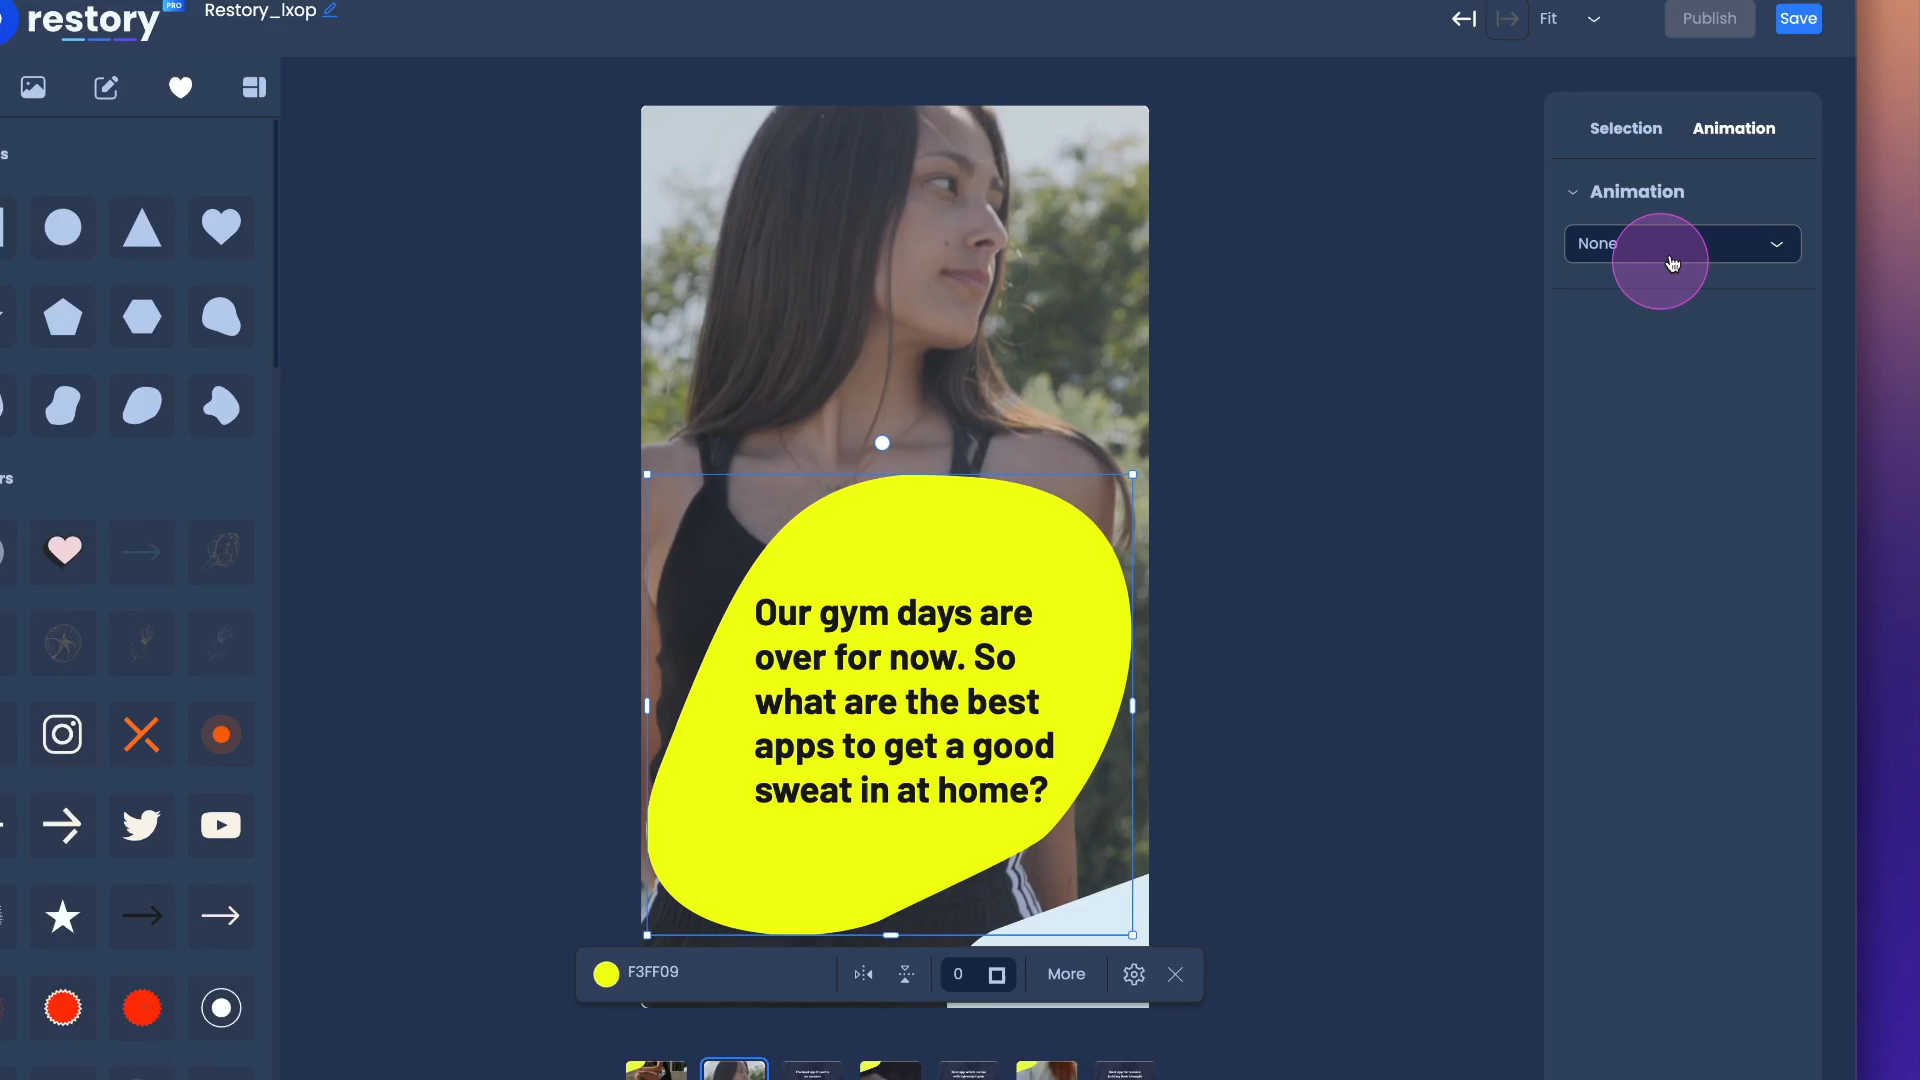 restory
PRO
Restory_lxop
Fit
Publish
Save
s
Selection
Animation
Animation
None
rs
Our gym days are
over for now. So
what are the best
apps to get a good
sweat in at home?
F3FF09
0
More